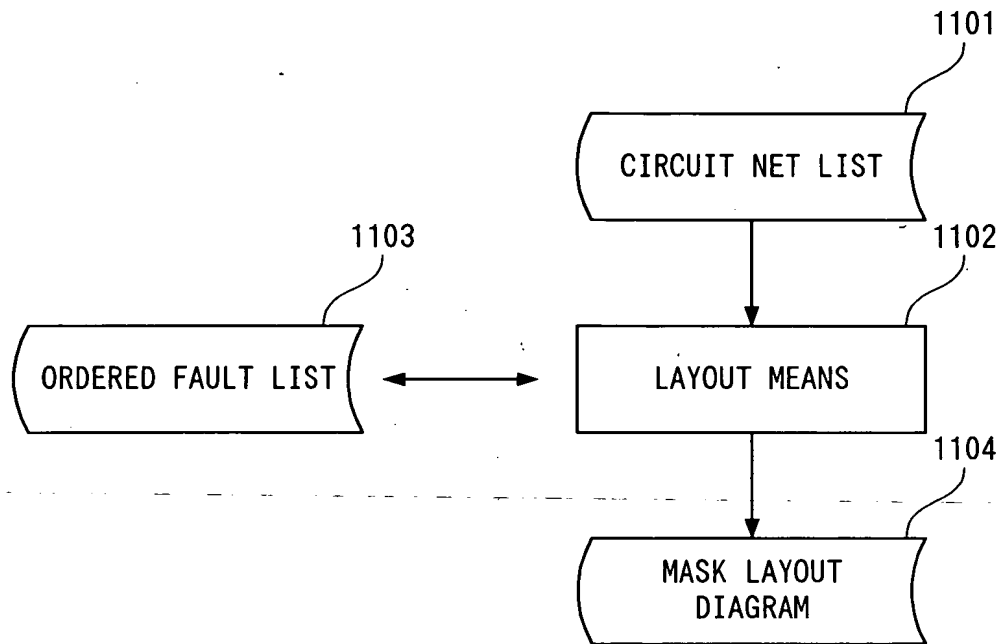 1101
CIRCUIT NET LIST
1103
1102
ORDERED FAULT LIST
LAYOUT MEANS
1104
MASK LAYOUT
DIAGRAM